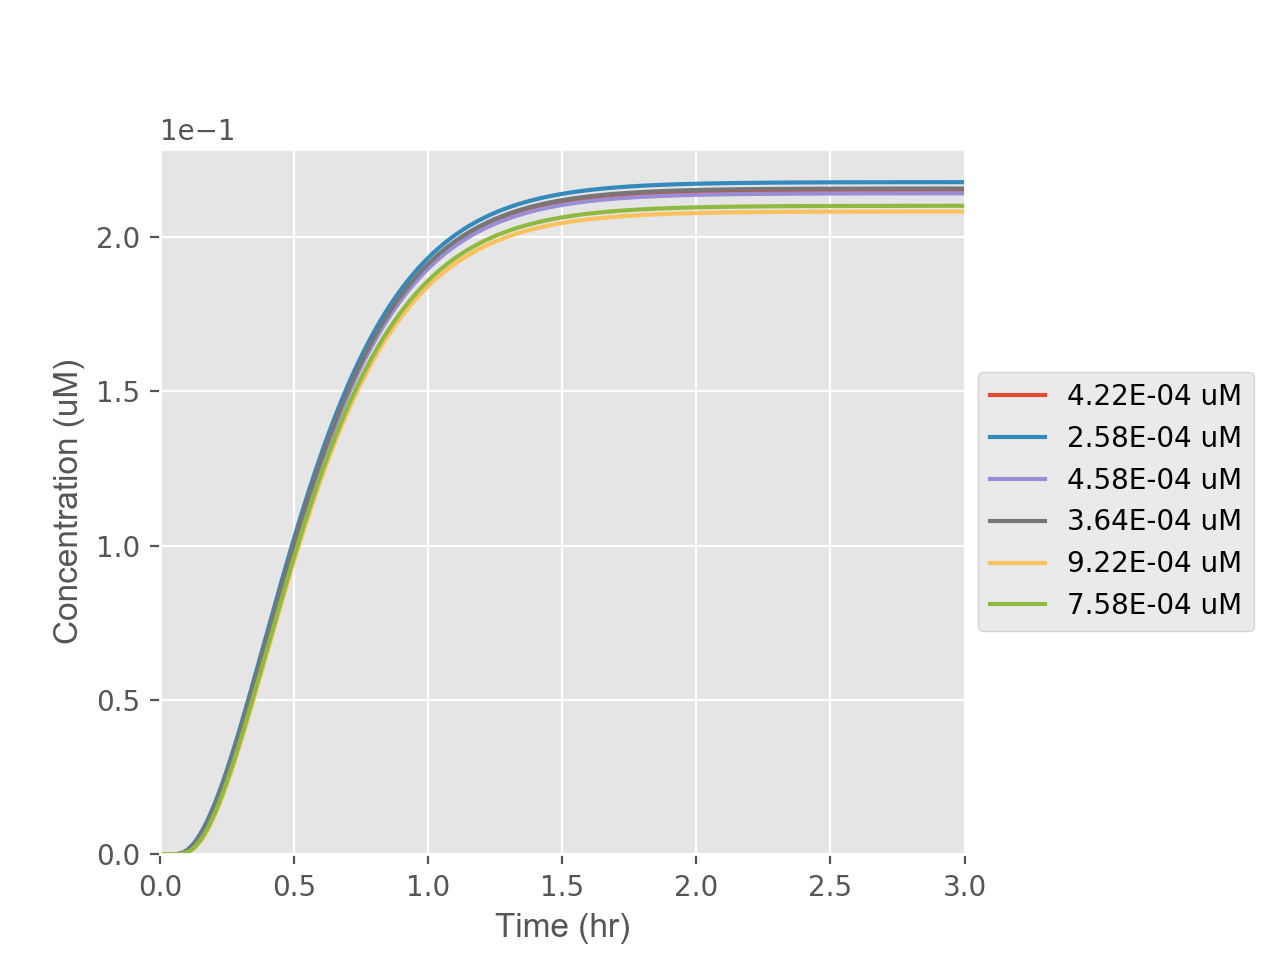 1e−1
2.0
1.5
1.0
0.5
0.0
Concentration (uM)
0.0 0.5 1.0 1.5 2.0 2.5 3.0
Time (hr)
4.22E-04 uM
2.58E-04 uM
4.58E-04 uM
3.64E-04 uM
9.22E-04 uM
7.58E-04 uM